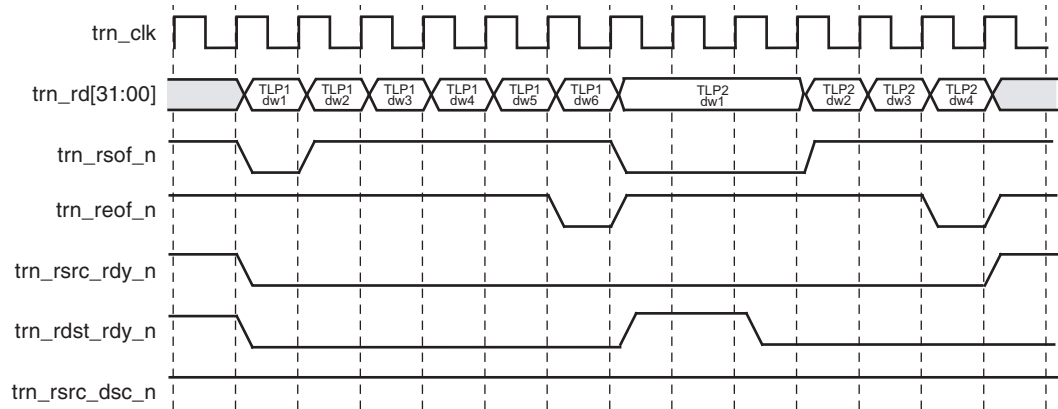 trn_clk
trn_rd[31:00]
TLP1 dw1
TLP1 dw2
TLP1 dw3
TLP1 dw4
TLP1 dw5
TLP1 dw6
TLP2 dw1
TLP2 dw2
TLP2 dw3
TLP2 dw4
trn_rsof_n
trn_reof_n
trn_rsrc_rdy_n
trn_rdst_rdy_n
trn_rsrc_dsc_n